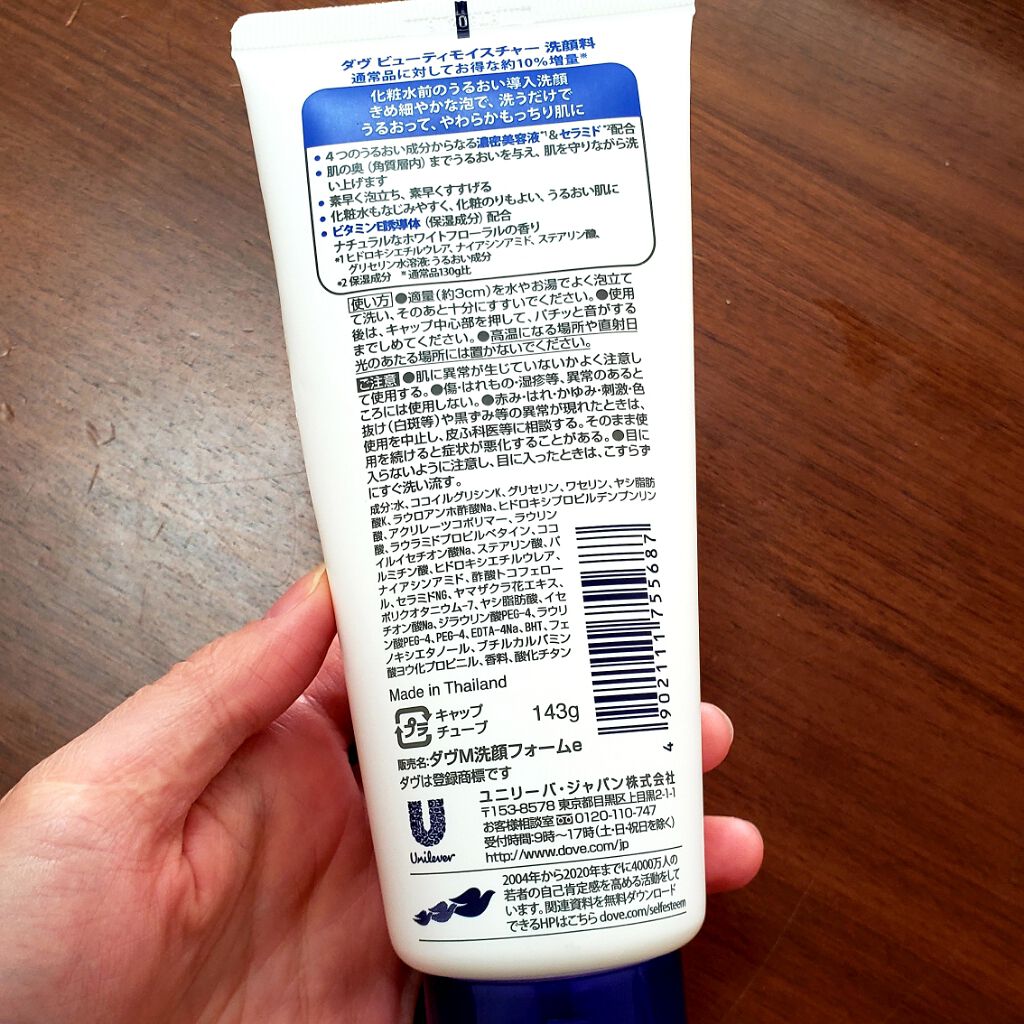 ダヴ ビューティモイスチャー 洗顔料
通常品に対してお得な約10%増量※
化粧水前のうるおい導入洗顔
きめ細やかな泡で、洗うだけで
うるおって、やわらかもっちり肌に
● 4つのうるおい成分からなる濃密美容液*1&セラミド*2配合
● 肌の奥(角質層内)までうるおいを与え、肌を守りながら洗
い上げます
● 素早く泡立ち、素早くすすげる
● 化粧水もなじみやすく、化粧のりもよい、うるおい肌に
● ビタミンE誘導体(保湿成分)配合
ナチュラルなホワイトフローラルの香り
*1 ヒドロキシエチルウレア、ナイアシンアミド、ステアリン酸、
グリセリン水溶液:うるおい成分
*2 保湿成分 ※通常品130g比
使い方 ●適量(約3cm)を水やお湯でよく泡立て
て洗い、そのあと十分にすすいでください。●使用
後は、キャップ中心部を押して、パチッと音がする
までしめてください。●高温になる場所や直射日
光のあたる場所には置かないでください。
ご注意 ●肌に異常が生じていないかよく注意し
て使用する。●傷・はれもの・湿疹等、異常のあると
ころには使用しない。●赤み・はれ・かゆみ・刺激・色
抜け(白斑等)や黒ずみ等の異常が現れたときは、
使用を中止し、皮ふ科医等に相談する。そのまま使
用を続けると症状が悪化することがある。●目に
入らないように注意し、目に入ったときは、こすらず
にすぐ洗い流す。
成分:水、ココイルグリシンK、グリセリン、ワセリン、ヤシ脂肪
酸K、ラウロアンホ酢酸Na、ヒドロキシプロピルデンプンリン
酸、アクリレーツコポリマー、ラウリン
酸、ラウラミドプロピルベタイン、ココ
イルイセチオン酸Na、ステアリン酸、パ
ルミチン酸、ヒドロキシエチルウレア、
ナイアシンアミド、酢酸トコフェロー
ル、セラミドNG、ヤマザクラ花エキス、
ポリクオタニウム-7、ヤシ脂肪酸、イセ
チオン酸Na、ジラウリン酸PEG-4、ラウリ
ン酸PEG-4、PEG-4、EDTA-4Na、BHT、フェ
ノキシエタノール、ブチルカルバミン
酸ヨウ化プロピニル、香料、酸化チタン
4 902111 755687
Made in Thailand
プラ キャップ
チューブ
143g
販売名:ダヴM洗顔フォームe
ダヴは登録商標です
Unilever
ユニリーバ・ジャパン株式会社
〒153-8578 東京都目黒区上目黒2-1-1
お客様相談室 0120-110-747
受付時間:9時〜17時(土・日・祝日を除く)
http://www.dove.com/jp
2004年から2020年までに4000万人の
若者の自己肯定感を高める活動をして
います。関連資料を無料ダウンロード
できるHPはこちら dove.com/selfesteem